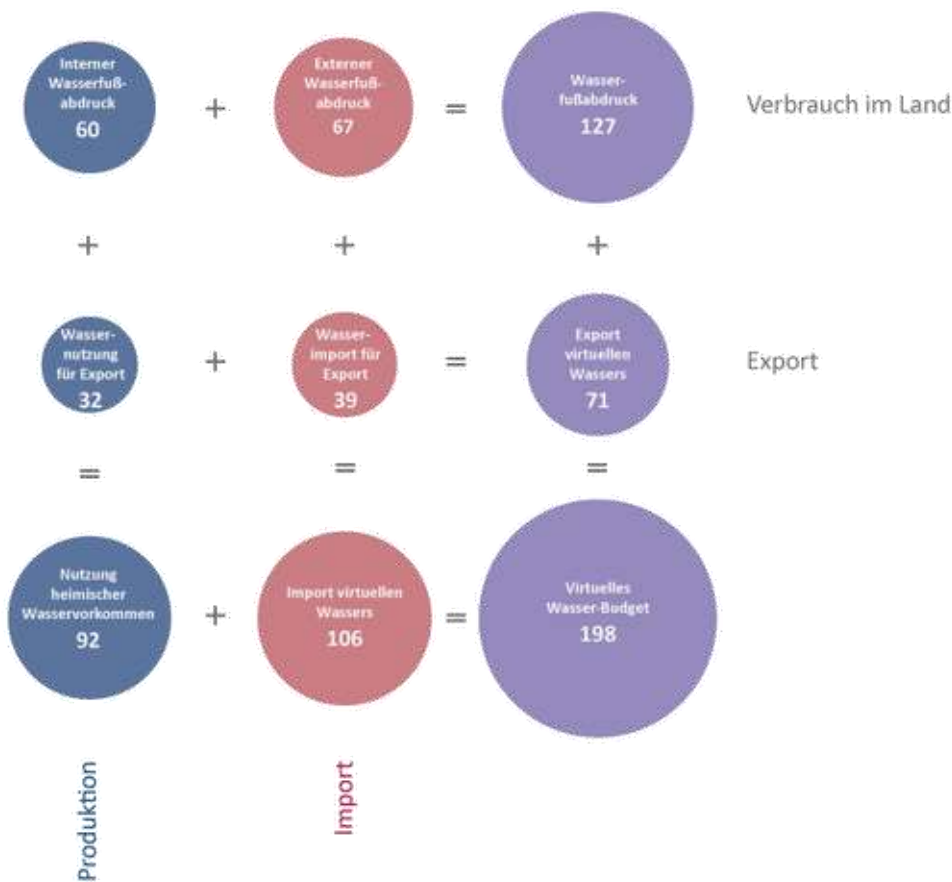 Interner
Wasserfuß-
abdruck
60
+
Externer
Wasserfuß-
abdruck
67
=
Wasser-
fußabdruck
127
Verbrauch im Land
+
+
+
Wasser-
nutzung
für Export
32
+
Wasser-
import für
Export
39
=
Export
virtuellen
Wassers
71
Export
=
=
=
Nutzung
heimischer
Wasservorkommen
92
+
Import virtuellen
Wassers
106
=
Virtuelles
Wasser-Budget
198
Produktion
Import